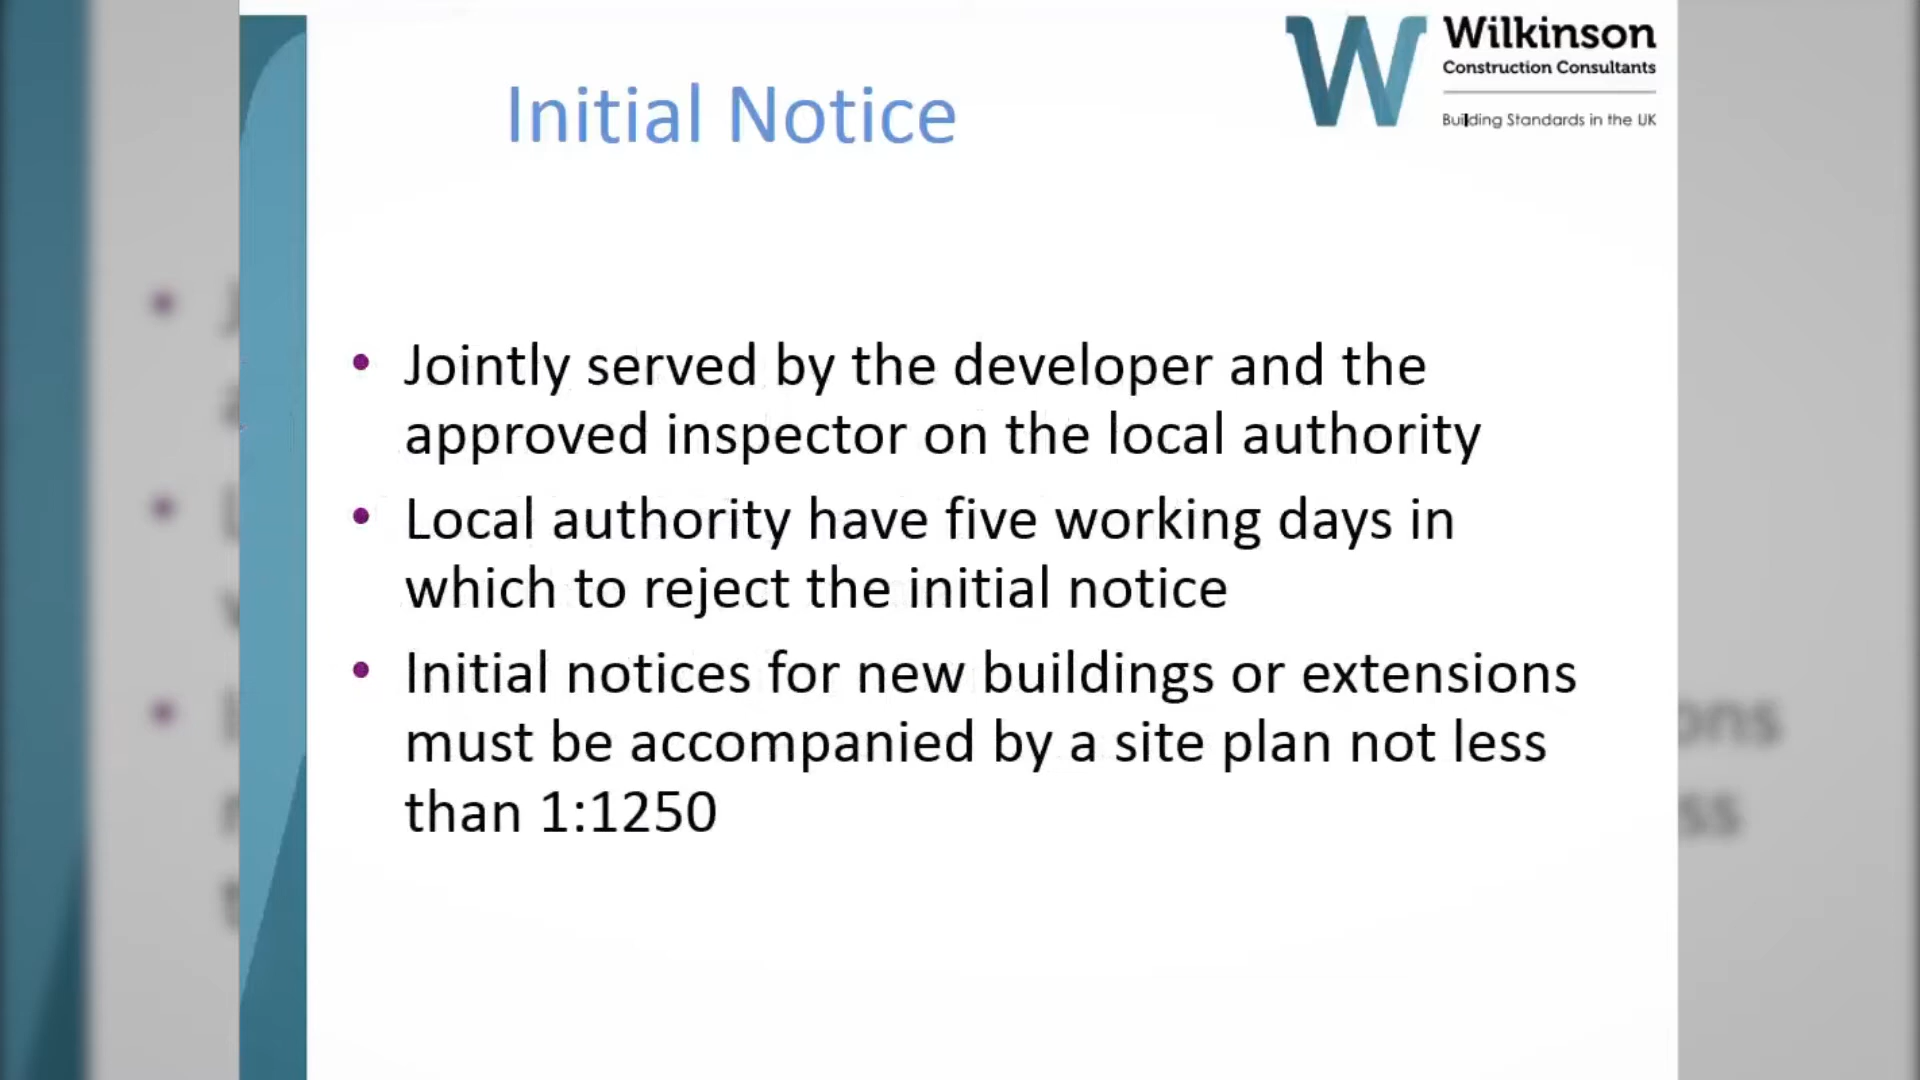 Wilkinson
Construction Consultants
Building Standards in the UK
Initial Notice
• Jointly served by the developer and the
approved inspector on the local authority
• Local authority have five working days in
which to reject the initial notice
• Initial notices for new buildings or extensions
must be accompanied by a site plan not less
than 1:1250